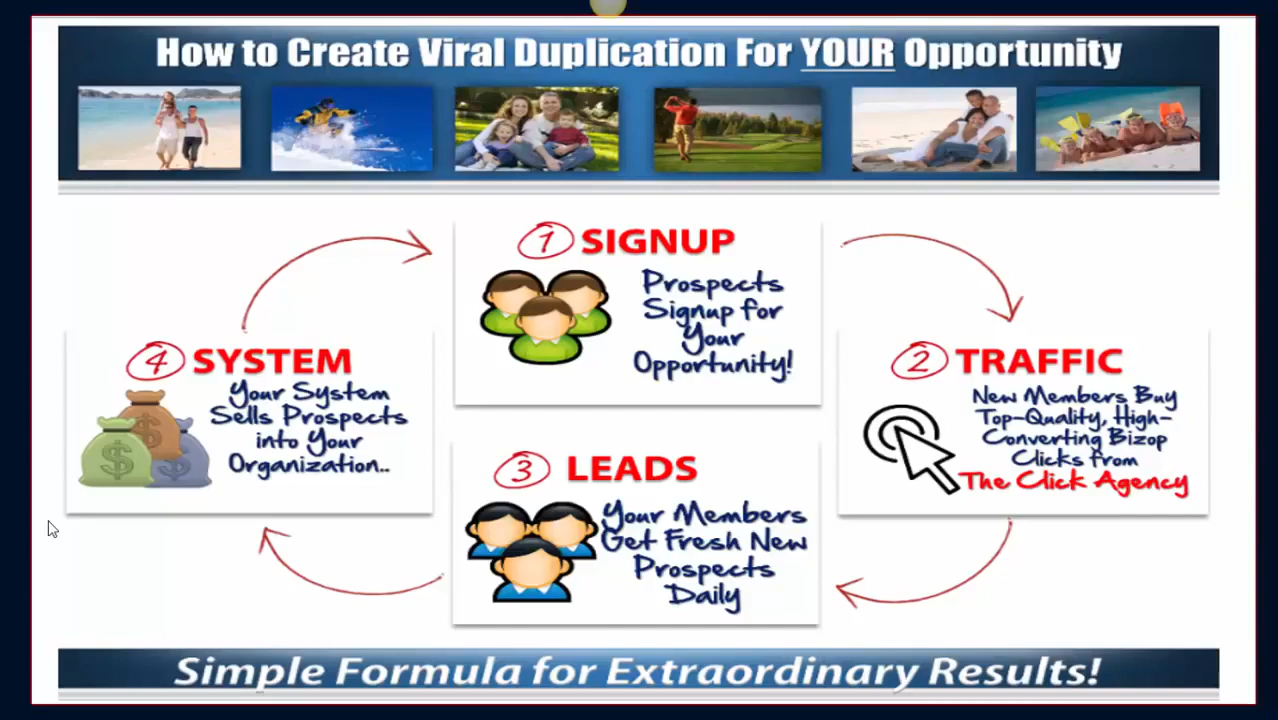 How to Create Viral Duplication For YOUR Opportunity
1 SIGNUP
Prospects
Signup for
Your
Opportunity!
2 TRAFFIC
New Members Buy
Top-Quality, High-
Converting Bizop
Clicks from
The Click Agency
3 LEADS
Your Members
Get Fresh New
Prospects
Daily
4 SYSTEM
Your System
Sells Prospects
into Your
Organization..
Simple Formula for Extraordinary Results!